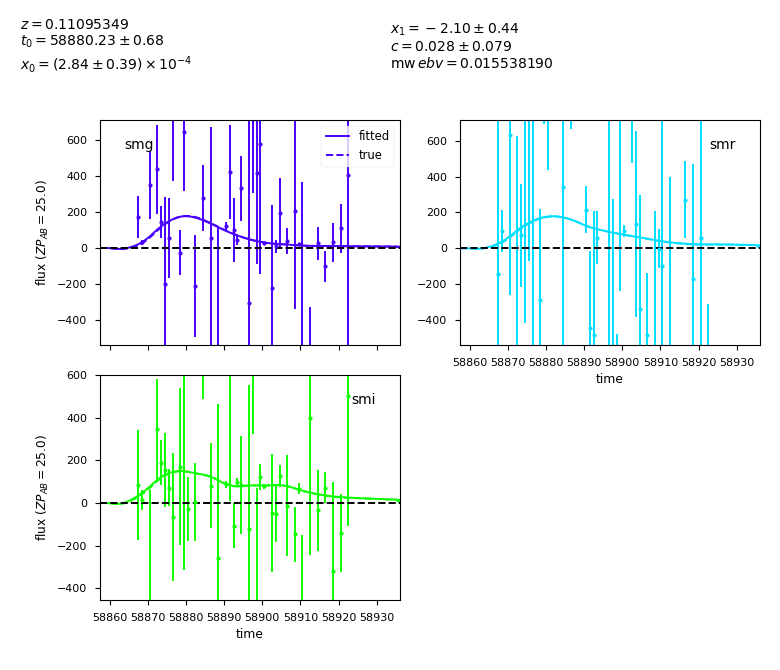 z = 0.11095349
t₀ = 58880.23 ± 0.68
x₀ = (2.84 ± 0.39) × 10⁻⁴
x₁ = −2.10 ± 0.44
c = 0.028 ± 0.079
mw ebv = 0.015538190
smg
fitted
true
600
400
200
0
−200
−400
flux (ZP_AB = 25.0)
smr
600
400
200
0
−200
−400
58860 58870 58880 58890 58900 58910 58920 58930
time
smi
600
400
200
0
−200
−400
flux (ZP_AB = 25.0)
58860 58870 58880 58890 58900 58910 58920 58930
time